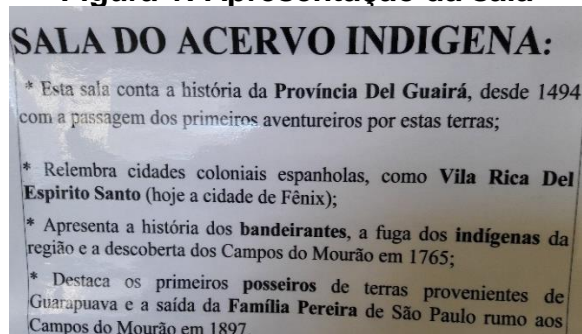 SALA DO ACERVO INDIGENA:
* Esta sala conta a história da Província Del Guairá, desde 1494
com a passagem dos primeiros aventureiros por estas terras;
* Relembra cidades coloniais espanholas, como Vila Rica Del
Espirito Santo (hoje a cidade de Fênix);
* Apresenta a história dos bandeirantes, a fuga dos indígenas da
região e a descoberta dos Campos do Mourão em 1765;
* Destaca os primeiros posseiros de terras provenientes de
Guarapuava e a saída da Família Pereira de São Paulo rumo aos
Campos do Mourão em 1897